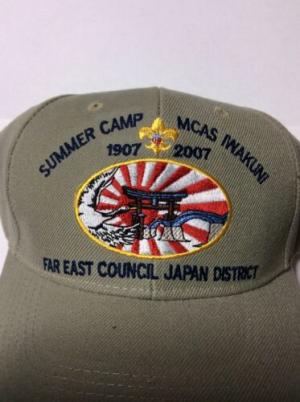 SUMMER CAMP MCAS IWAKUNI
1907 2007
FAR EAST COUNCIL JAPAN DISTRICT